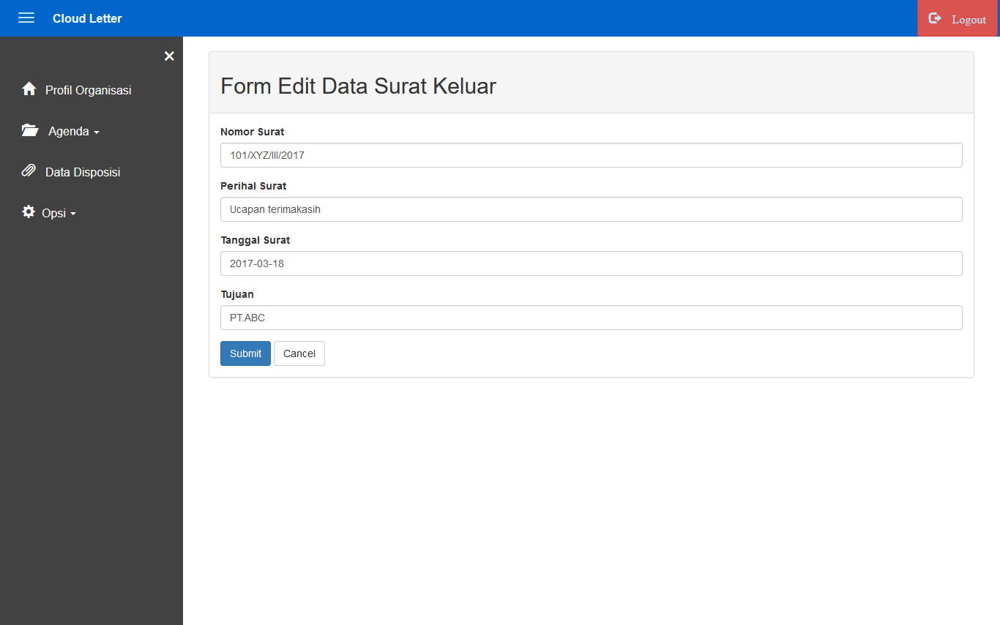 Cloud Letter
Logout
Profil Organisasi
Agenda
Data Disposisi
Opsi
Form Edit Data Surat Keluar
Nomor Surat
101/XYZ/III/2017
Perihal Surat
Ucapan terimakasih
Tanggal Surat
2017-03-18
Tujuan
PT.ABC
Submit Cancel